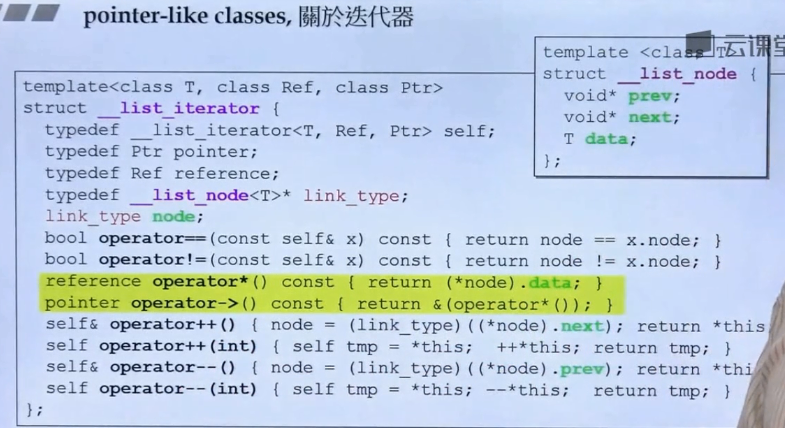 pointer-like classes, 關於迭代器
云课堂
template <class T>
struct __list_node {
void* prev;
void* next;
T data;
};
template<class T, class Ref, class Ptr>
struct __list_iterator {
typedef __list_iterator<T, Ref, Ptr> self;
typedef Ptr pointer;
typedef Ref reference;
typedef __list_node<T>* link_type;
link_type node;
bool operator==(const self& x) const { return node == x.node; }
bool operator!=(const self& x) const { return node != x.node; }
reference operator*() const { return (*node).data; }
pointer operator->() const { return &(operator*()); }
self& operator++() { node = (link_type)((*node).next); return *this
self operator++(int) { self tmp = *this; ++*this; return tmp; }
self& operator--() { node = (link_type)((*node).prev); return *thi
self operator--(int) { self tmp = *this; --*this; return tmp; }
};